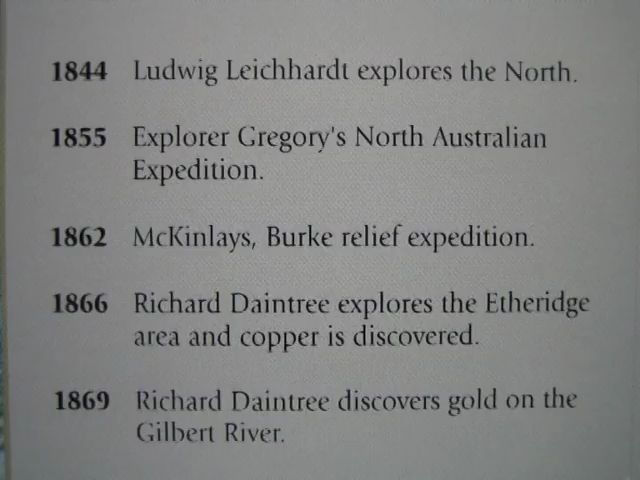 1844 Ludwig Leichhardt explores the North.
1855 Explorer Gregory's North Australian
Expedition.
1862 McKinlays, Burke relief expedition.
1866 Richard Daintree explores the Etheridge
area and copper is discovered.
1869 Richard Daintree discovers gold on the
Gilbert River.